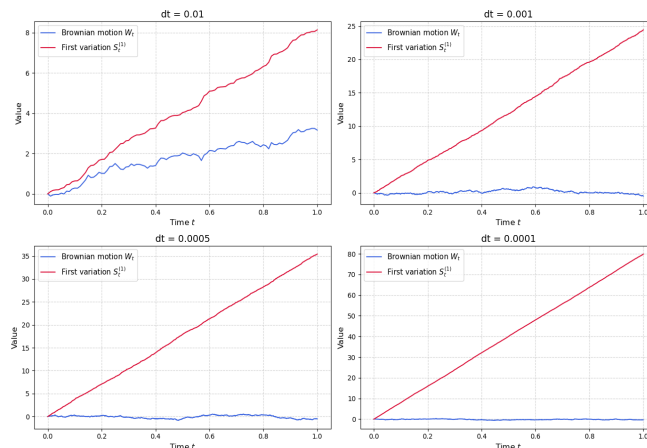 dt = 0.01
Brownian motion W_t
First variation S_t^(1)
8
6
4
2
0
Value
0.0 0.2 0.4 0.6 0.8 1.0
Time t
dt = 0.001
Brownian motion W_t
First variation S_t^(1)
25
20
15
10
5
0
Value
0.0 0.2 0.4 0.6 0.8 1.0
Time t
dt = 0.0005
Brownian motion W_t
First variation S_t^(1)
35
30
25
20
15
10
5
0
Value
0.0 0.2 0.4 0.6 0.8 1.0
Time t
dt = 0.0001
Brownian motion W_t
First variation S_t^(1)
80
70
60
50
40
30
20
10
0
Value
0.0 0.2 0.4 0.6 0.8 1.0
Time t